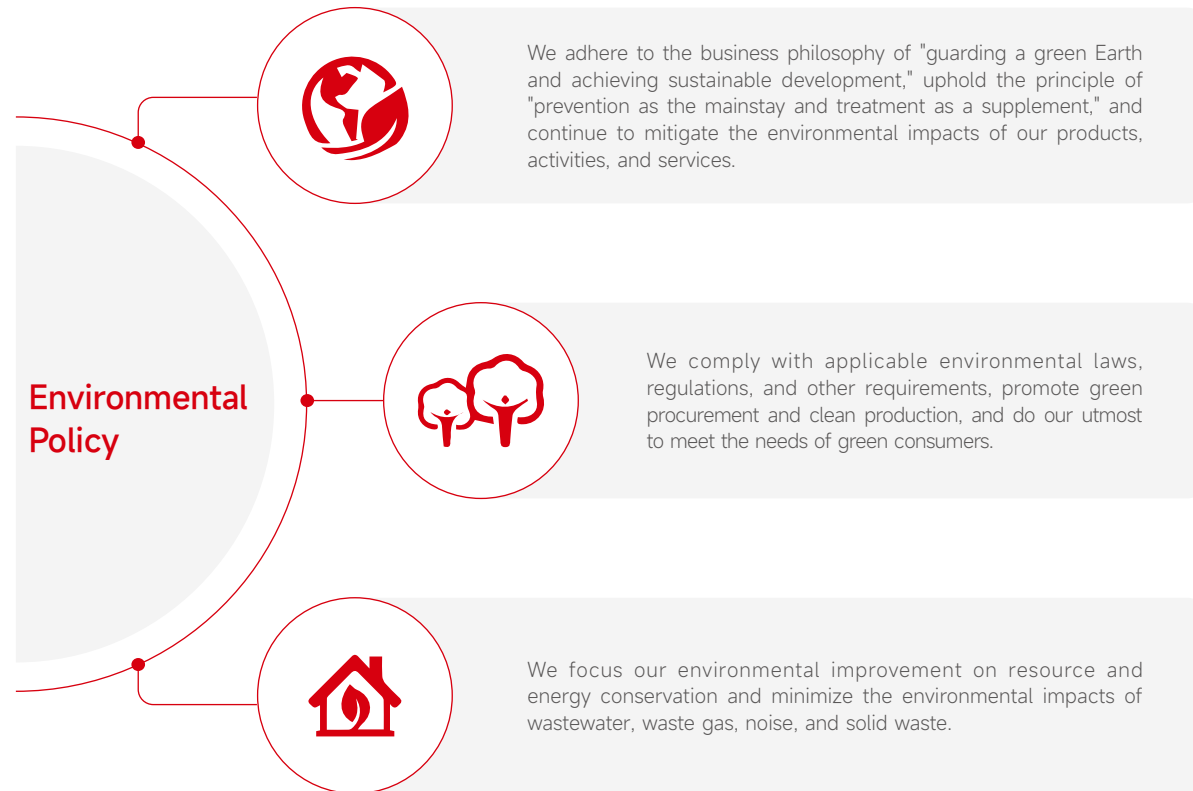 Environmental
Policy
We adhere to the business philosophy of "guarding a green Earth
and achieving sustainable development," uphold the principle of
"prevention as the mainstay and treatment as a supplement," and
continue to mitigate the environmental impacts of our products,
activities, and services.
We comply with applicable environmental laws,
regulations, and other requirements, promote green
procurement and clean production, and do our utmost
to meet the needs of green consumers.
We focus our environmental improvement on resource and
energy conservation and minimize the environmental impacts of
wastewater, waste gas, noise, and solid waste.